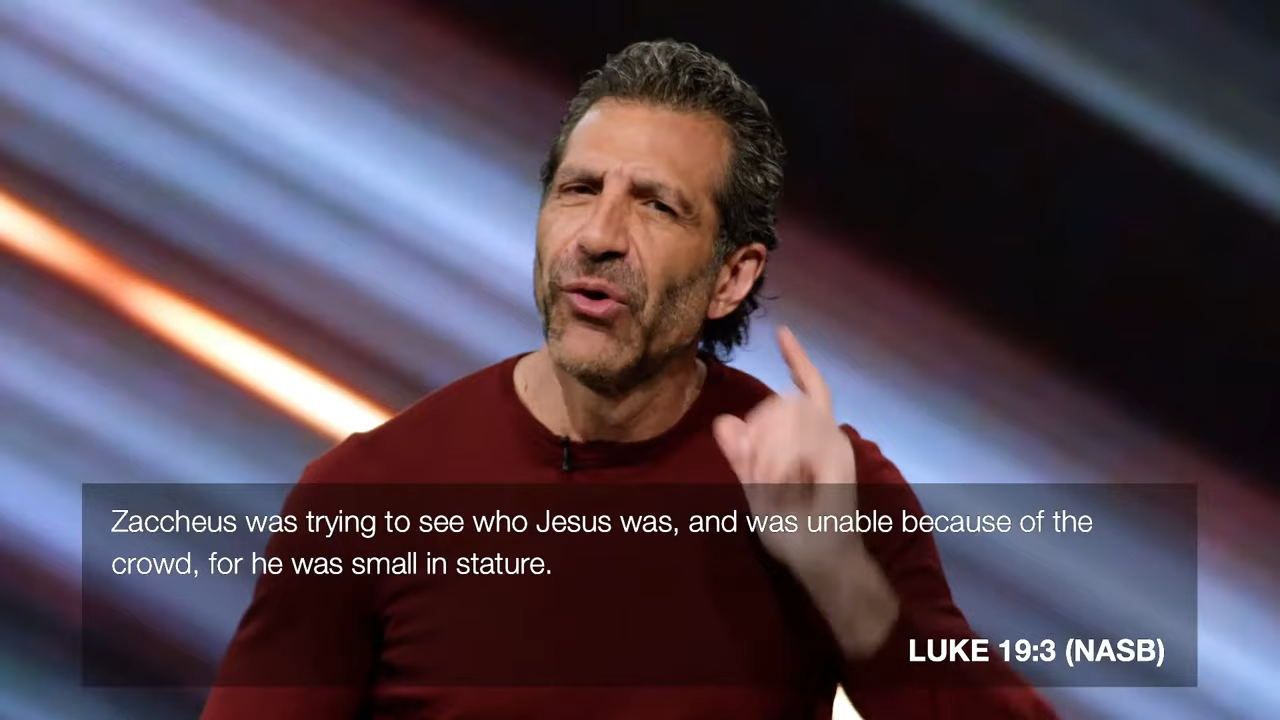 Zaccheus was trying to see who Jesus was, and was unable because of the
crowd, for he was small in stature.
LUKE 19:3 (NASB)